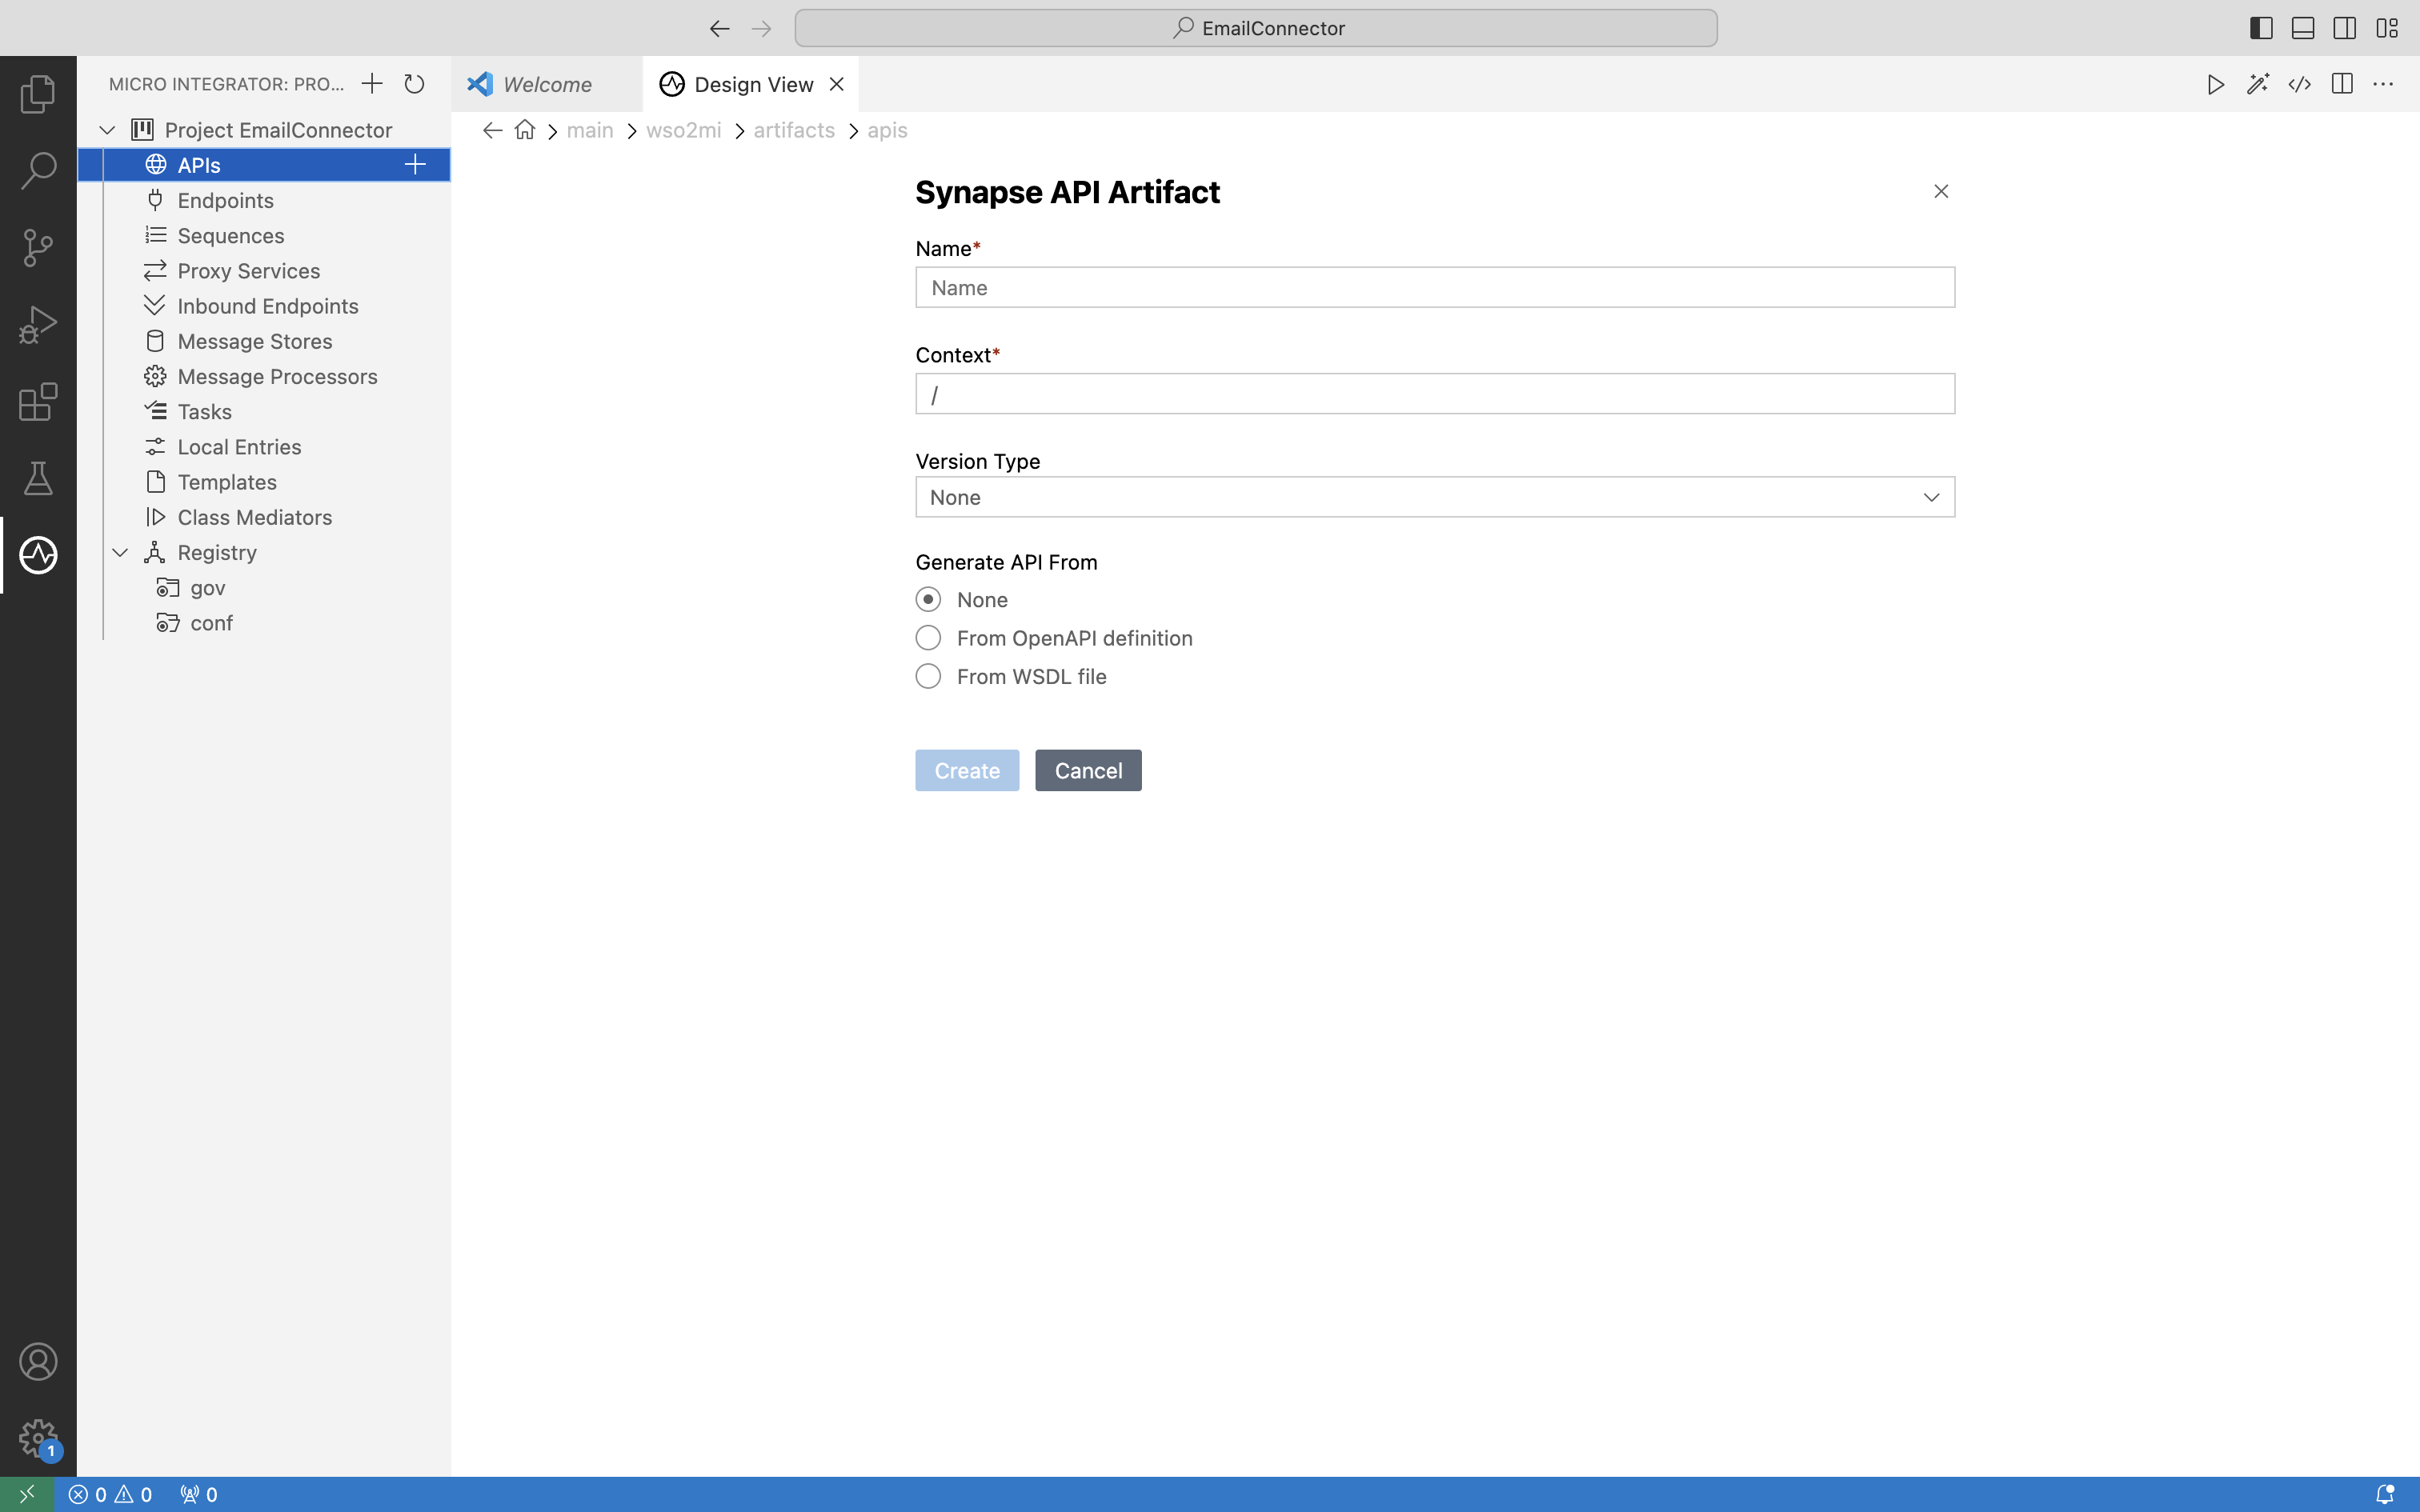 EmailConnector
MICRO INTEGRATOR: PRO...
Welcome
Design View
Project EmailConnector
APIs
Endpoints
Sequences
Proxy Services
Inbound Endpoints
Message Stores
Message Processors
Tasks
Local Entries
Templates
Class Mediators
Registry
gov
conf
main > wso2mi > artifacts > apis
Synapse API Artifact
Name*
Name
Context*
/
Version Type
None
Generate API From
None
From OpenAPI definition
From WSDL file
Create
Cancel
1
0 0 0